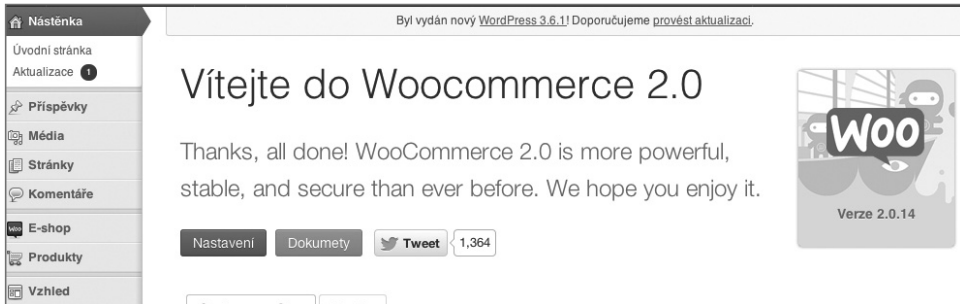 Nástěnka
Úvodní stránka
Aktualizace 1
Příspěvky
Média
Stránky
Komentáře
Woo
E-shop
Produkty
Vzhled
Byl vydán nový WordPress 3.6.1! Doporučujeme provést aktualizaci.
Vítejte do Woocommerce 2.0
Thanks, all done! WooCommerce 2.0 is more powerful,
stable, and secure than ever before. We hope you enjoy it.
Nastavení
Dokumety
Tweet
1,364
Woo
Verze 2.0.14